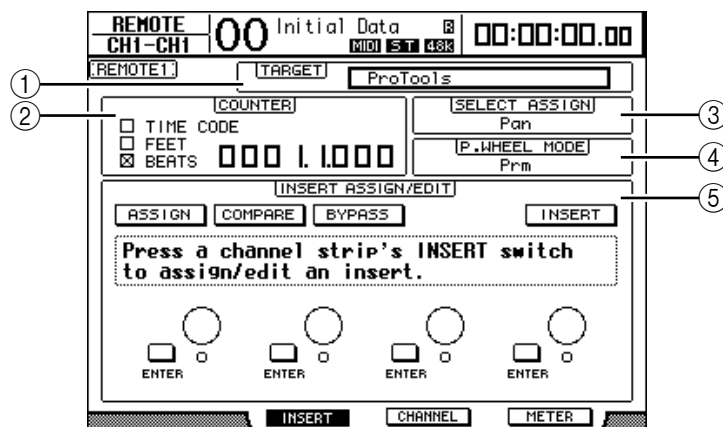 REMOTE
CH1-CH1
00 Initial Data R
MIDI ST 48k
00:00:00.00
REMOTE1
① TARGET
ProTools
② COUNTER
TIME CODE
FEET
BEATS
000 1.1.000
SELECT ASSIGN ③
Pan
P.WHEEL MODE ④
Prm
INSERT ASSIGN/EDIT ⑤
ASSIGN COMPARE BYPASS INSERT
Press a channel strip's INSERT switch
to assign/edit an insert.
ENTER ENTER ENTER ENTER
INSERT CHANNEL METER